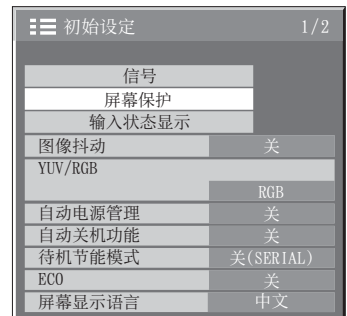 初始设定 1/2
信号
屏幕保护
输入状态显示
图像抖动 关
YUV/RGB
RGB
自动电源管理 关
自动关机功能 关
待机节能模式 关(SERIAL)
ECO 关
屏幕显示语言 中文